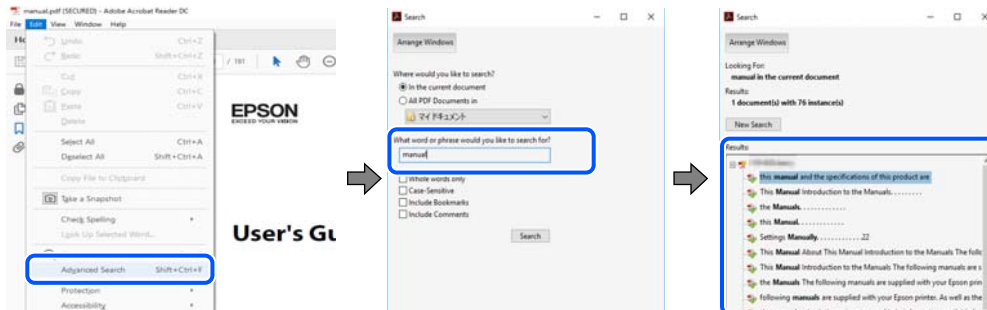 manual.pdf (SECURED) - Adobe Acrobat Reader DC
File Edit View Window Help
Undo Ctrl+Z
Redo Shift+Ctrl+Z
Cut Ctrl+X
Copy Ctrl+C
Paste Ctrl+V
Delete
Select All Ctrl+A
Deselect All Shift+Ctrl+A
Copy File to Clipboard
Take a Snapshot
Check Spelling
Look Up Selected Word...
Advanced Search Shift+Ctrl+F
Protection
Accessibility
/ 191
EPSON
EXCEED YOUR VISION
User's Gu
Search
Arrange Windows
Where would you like to search?
In the current document
All PDF Documents in
マイ ドキュメント
What word or phrase would you like to search for?
manual
Whole words only
Case-Sensitive
Include Bookmarks
Include Comments
Search
Search
Arrange Windows
Looking For:
manual in the current document
Results:
1 document(s) with 76 instance(s)
New Search
Results:
this manual and the specifications of this product are
This Manual Introduction to the Manuals.........
the Manuals.............
this Manual.............
Settings Manually............22
This Manual About This Manual Introduction to the Manuals The follo
This Manual Introduction to the Manuals The following manuals are s
the Manuals The following manuals are supplied with your Epson prin
following manuals are supplied with your Epson printer. As well as the